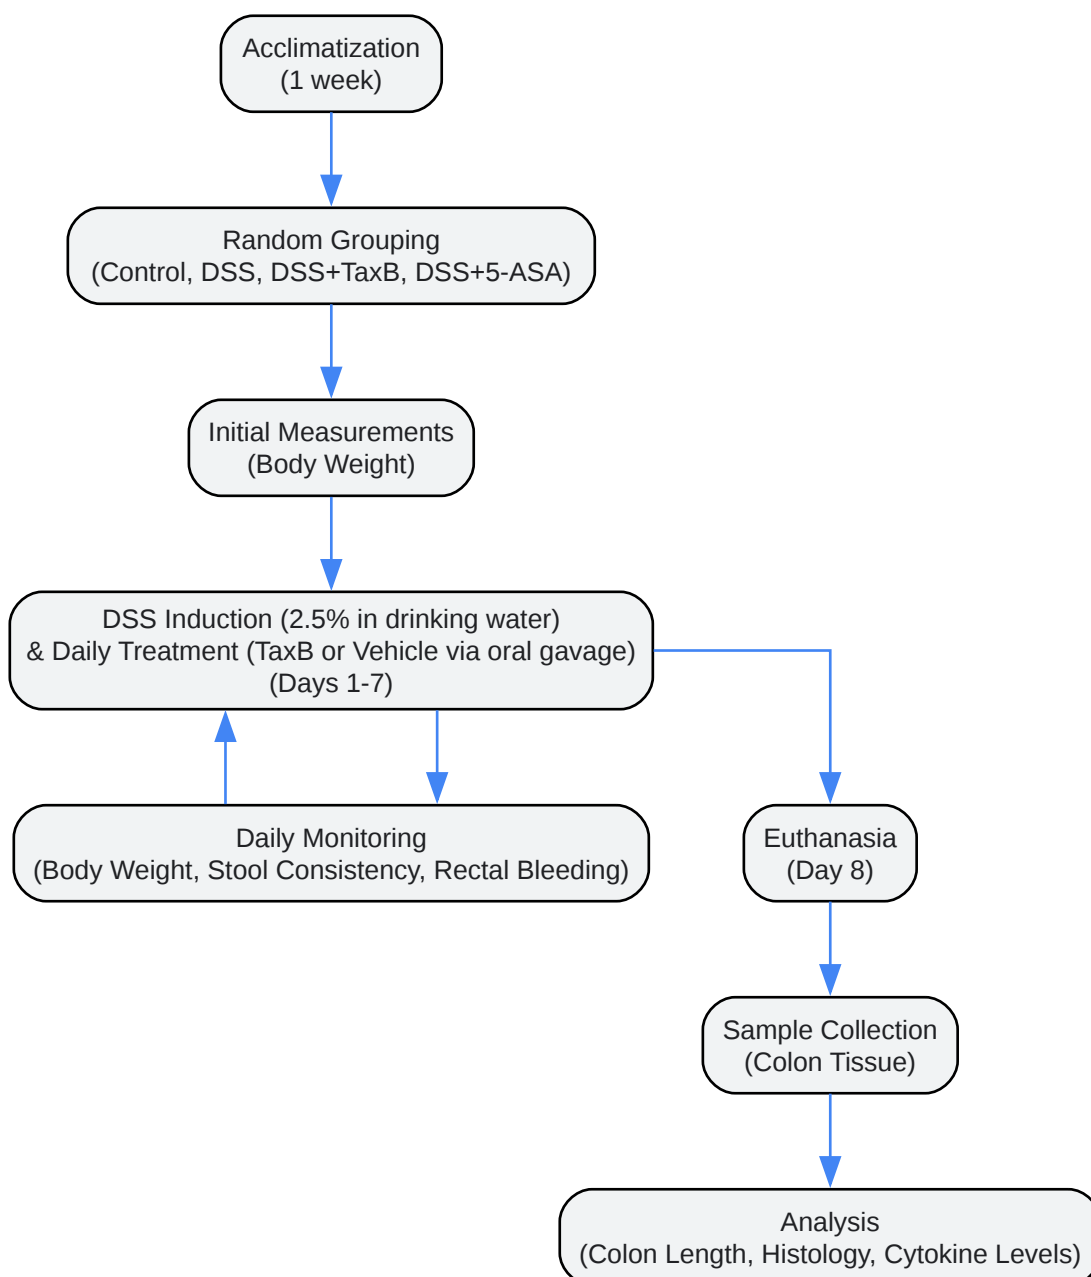 Acclimatization
(1 week)
Random Grouping
(Control, DSS, DSS+TaxB, DSS+5-ASA)
Initial Measurements
(Body Weight)
DSS Induction (2.5% in drinking water)
& Daily Treatment (TaxB or Vehicle via oral gavage)
(Days 1-7)
Daily Monitoring
(Body Weight, Stool Consistency, Rectal Bleeding)
Euthanasia
(Day 8)
Sample Collection
(Colon Tissue)
Analysis
(Colon Length, Histology, Cytokine Levels)